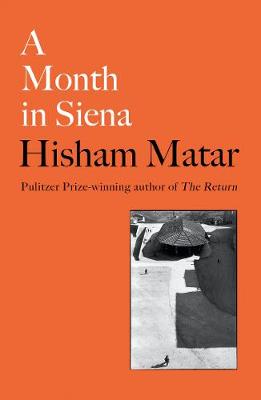 A
Month
in Siena
Hisham Matar
Pulitzer Prize-winning author of The Return